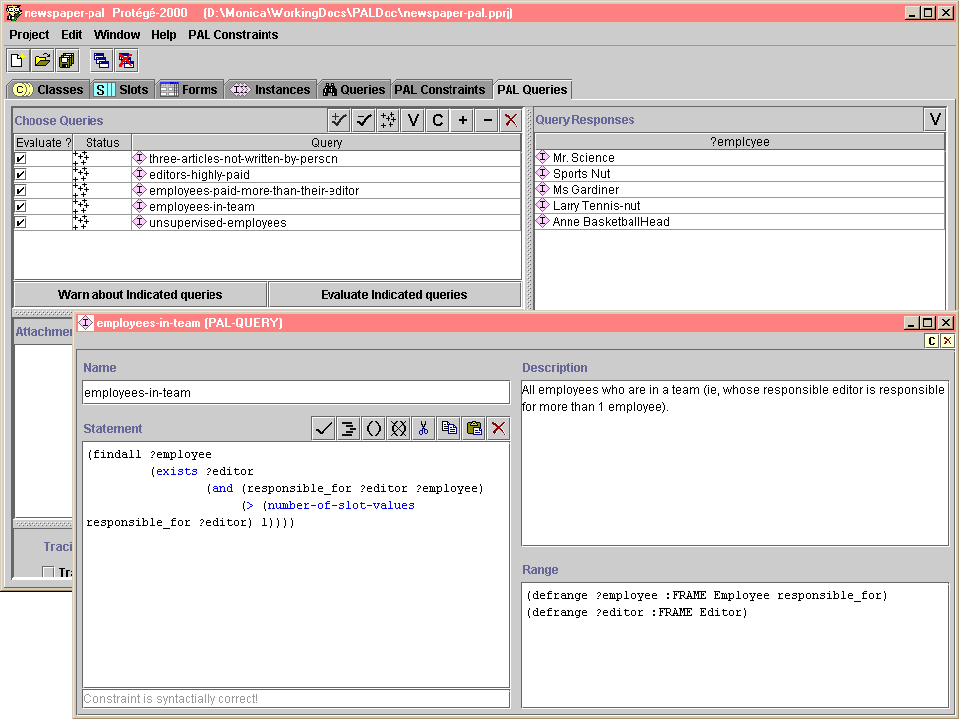 newspaper-pal Protégé-2000 (D:\Monica\WorkingDocs\PALDoc\newspaper-pal.pprj)
Project Edit Window Help PAL Constraints
C Classes S Slots Forms I Instances Queries PAL Constraints PAL Queries
Choose Queries V C + −
Evaluate ? Status Query
I three-articles-not-written-by-person
I editors-highly-paid
I employees-paid-more-than-their-editor
I employees-in-team
I unsupervised-employees
Warn about Indicated queries Evaluate Indicated queries
Query Responses V
?employee
I Mr. Science
I Sports Nut
I Ms Gardiner
I Larry Tennis-nut
I Anne BasketballHead
Attachmen
Traci
Tra
I employees-in-team (PAL-QUERY)
C
Name
employees-in-team
Statement
(findall ?employee
(exists ?editor
(and (responsible_for ?editor ?employee)
(> (number-of-slot-values
responsible_for ?editor) 1))))
Constraint is syntactially correct!
Description
All employees who are in a team (ie, whose responsible editor is responsible
for more than 1 employee).
Range
(defrange ?employee :FRAME Employee responsible_for)
(defrange ?editor :FRAME Editor)